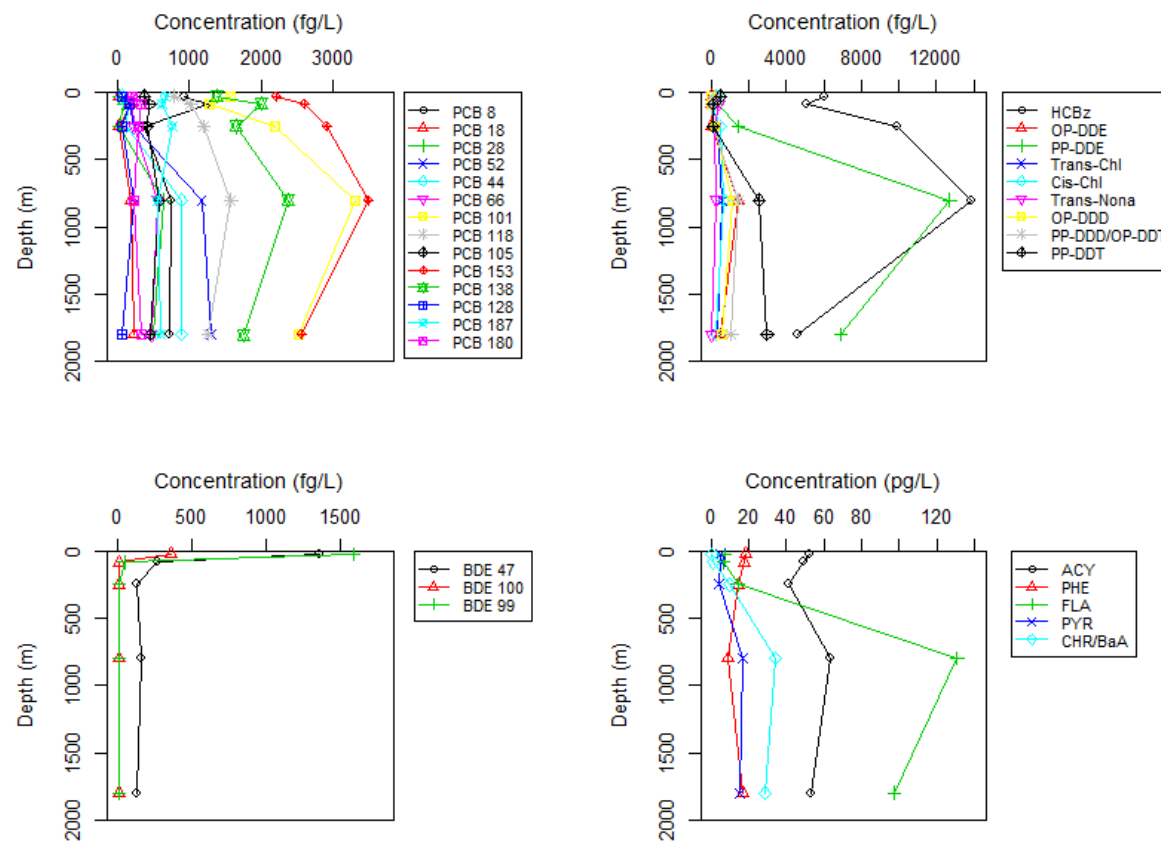 Concentration (fg/L)
0 1000 2000 3000
Depth (m)
0
500
1000
1500
2000
PCB 8
PCB 18
PCB 28
PCB 52
PCB 44
PCB 66
PCB 101
PCB 118
PCB 105
PCB 153
PCB 138
PCB 128
PCB 187
PCB 180
Concentration (fg/L)
0 4000 8000 12000
Depth (m)
0
500
1000
1500
2000
HCBz
OP-DDE
PP-DDE
Trans-Chl
Cis-Chl
Trans-Nona
OP-DDD
PP-DDD/OP-DDT
PP-DDT
Concentration (fg/L)
0 500 1000 1500
Depth (m)
0
500
1000
1500
2000
BDE 47
BDE 100
BDE 99
Concentration (pg/L)
0 20 40 60 80 120
Depth (m)
0
500
1000
1500
2000
ACY
PHE
FLA
PYR
CHR/BaA